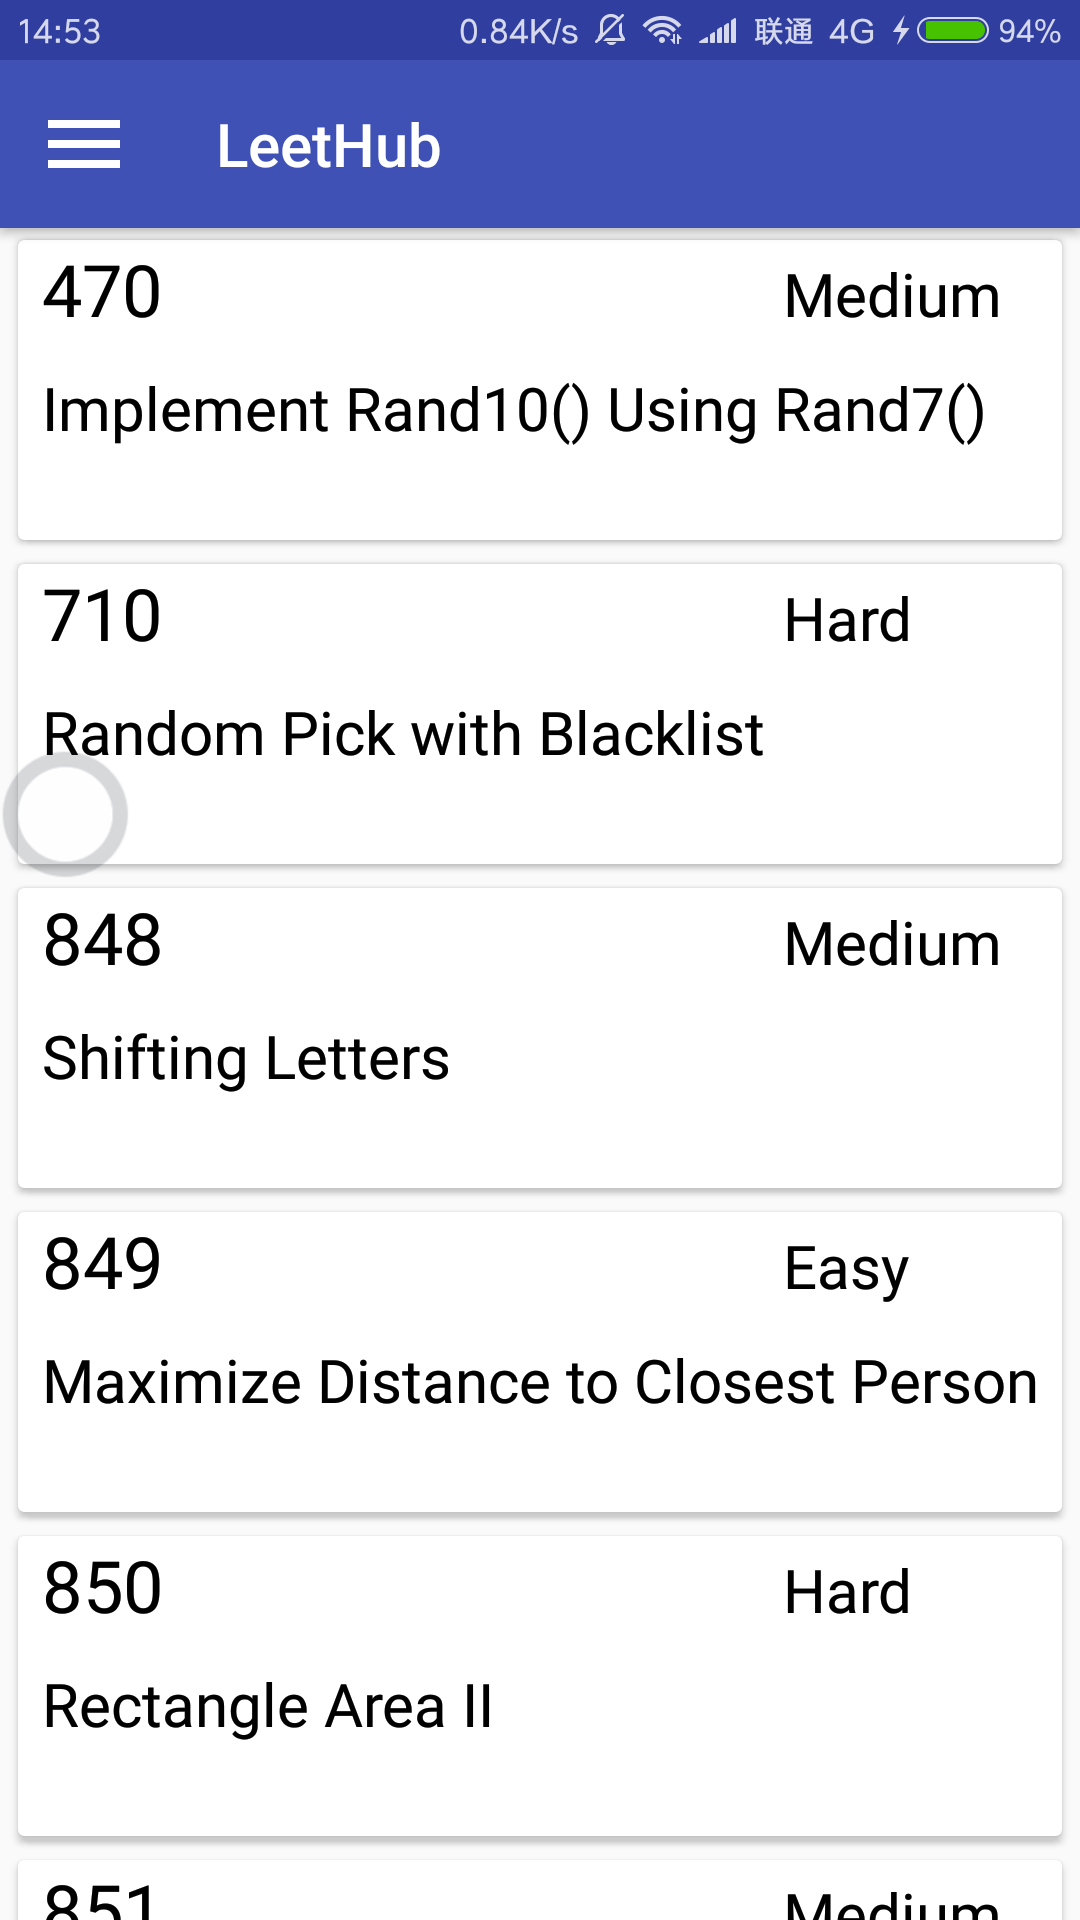 14:53 0.84K/s 联通 4G 94%
LeetHub
470 Medium
Implement Rand10() Using Rand7()
710 Hard
Random Pick with Blacklist
848 Medium
Shifting Letters
849 Easy
Maximize Distance to Closest Person
850 Hard
Rectangle Area II
851 Medium